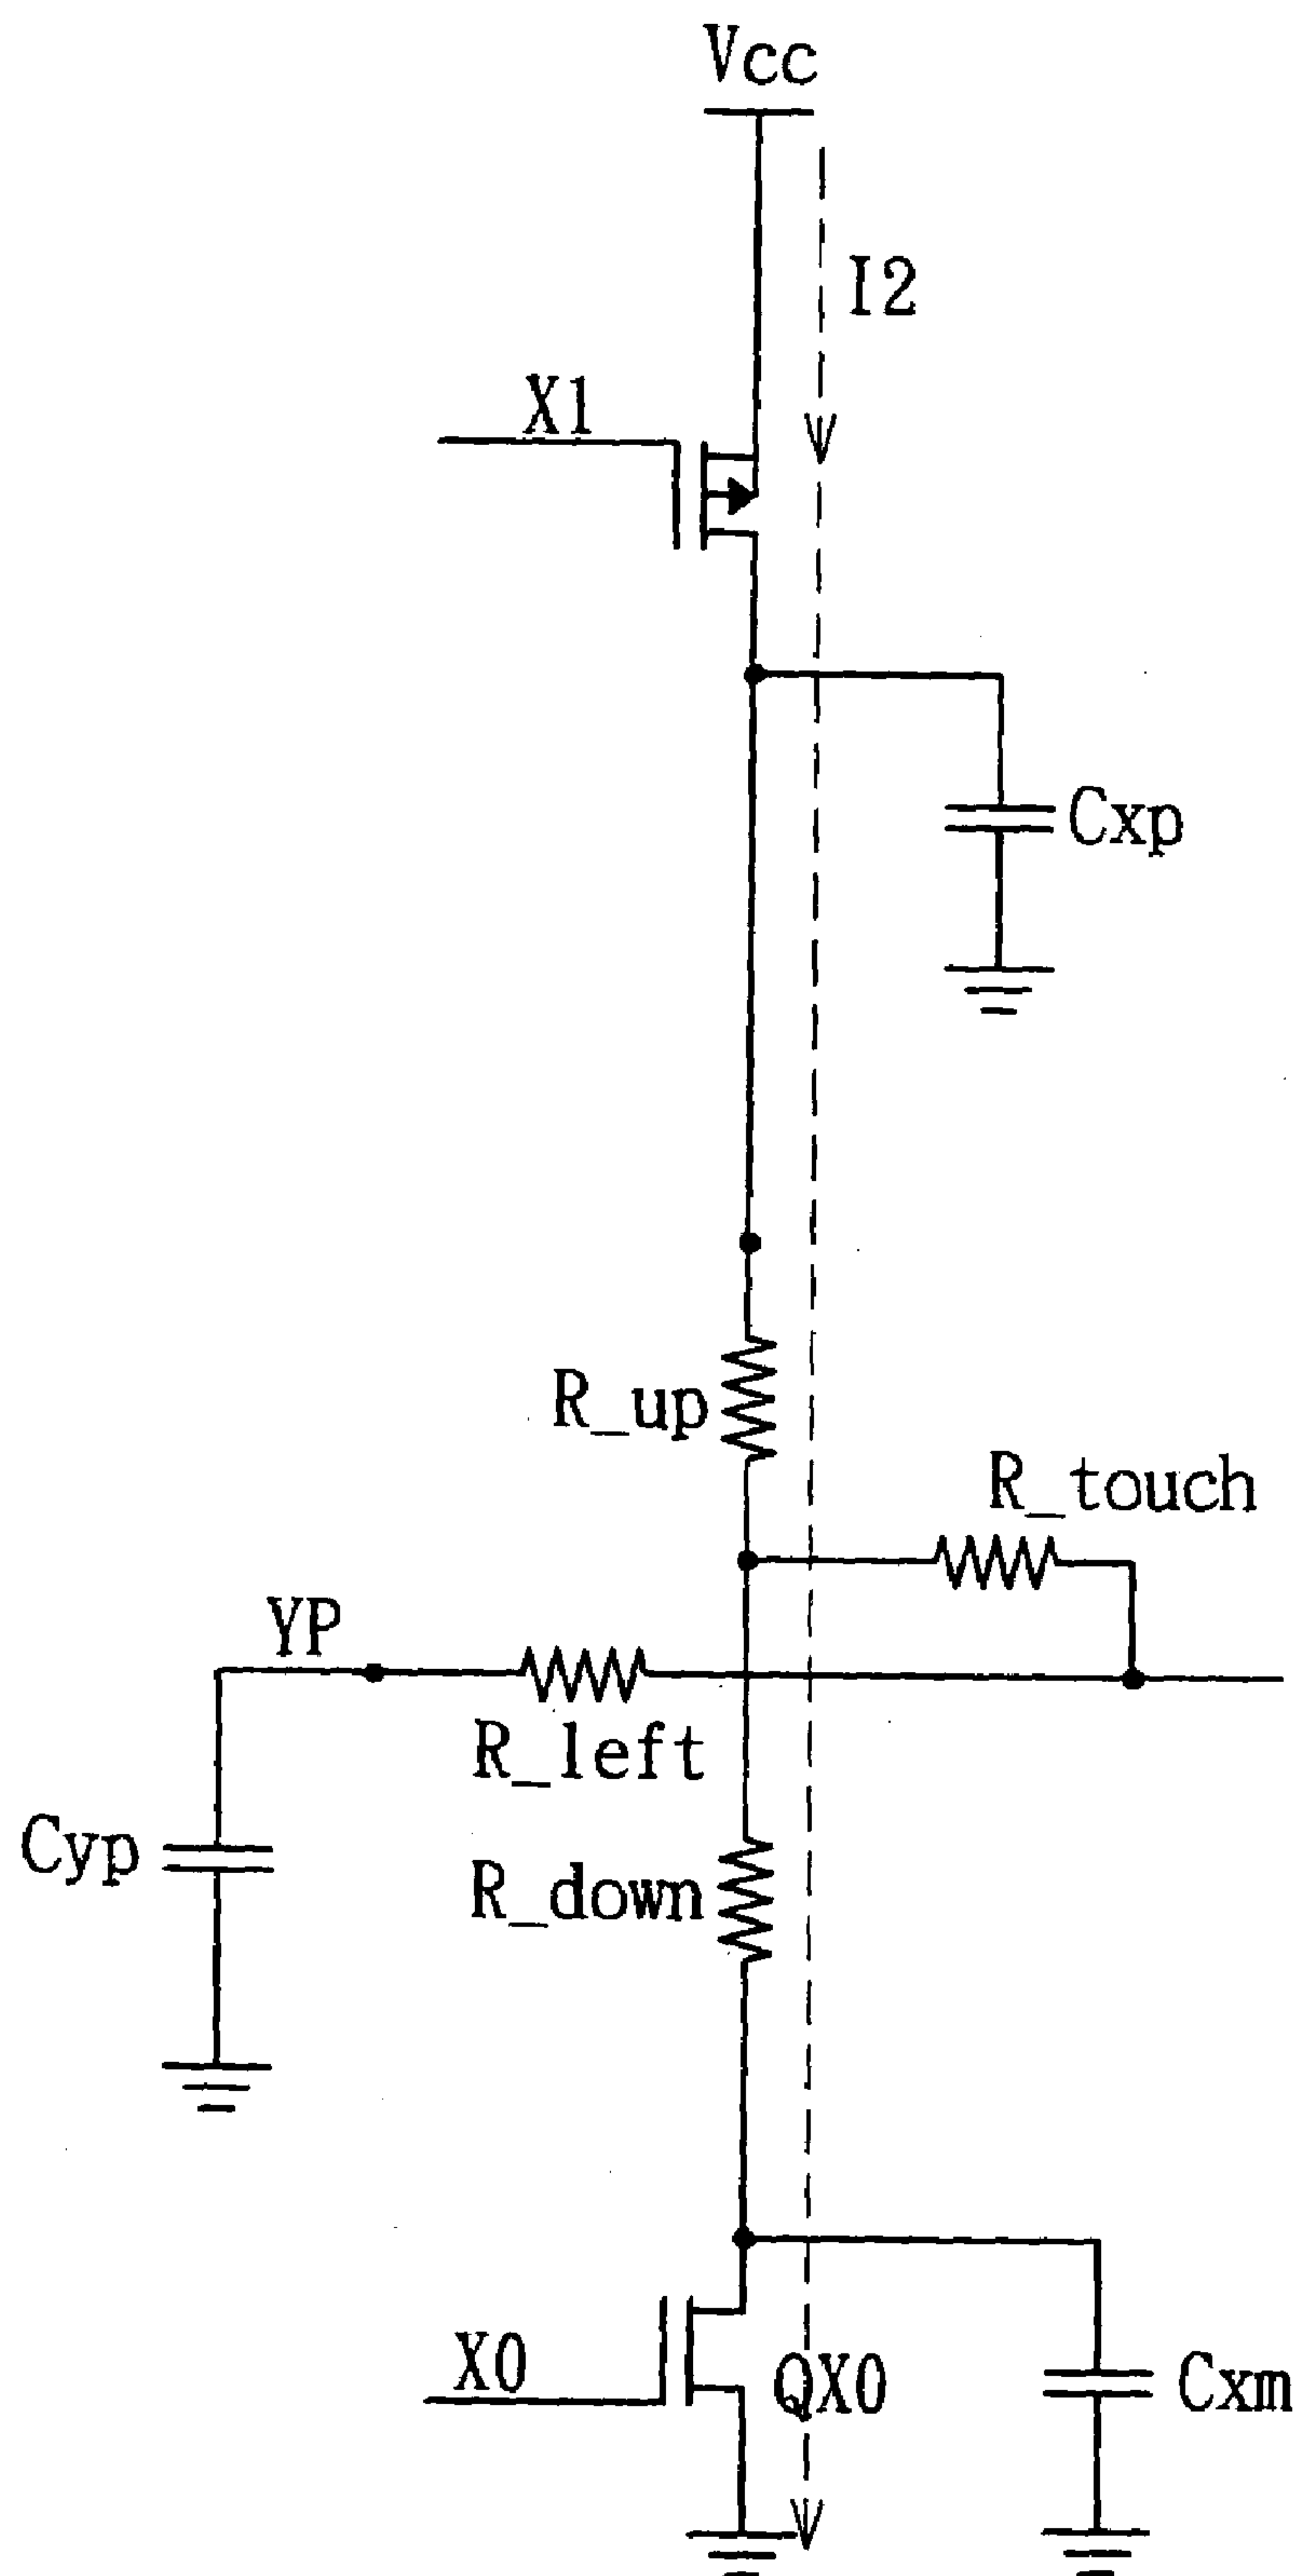 Vcc
I2
X1
Cxp
R_up
R_touch
YP
R_left
Cyp
R_down
X0
QX0
Cxm